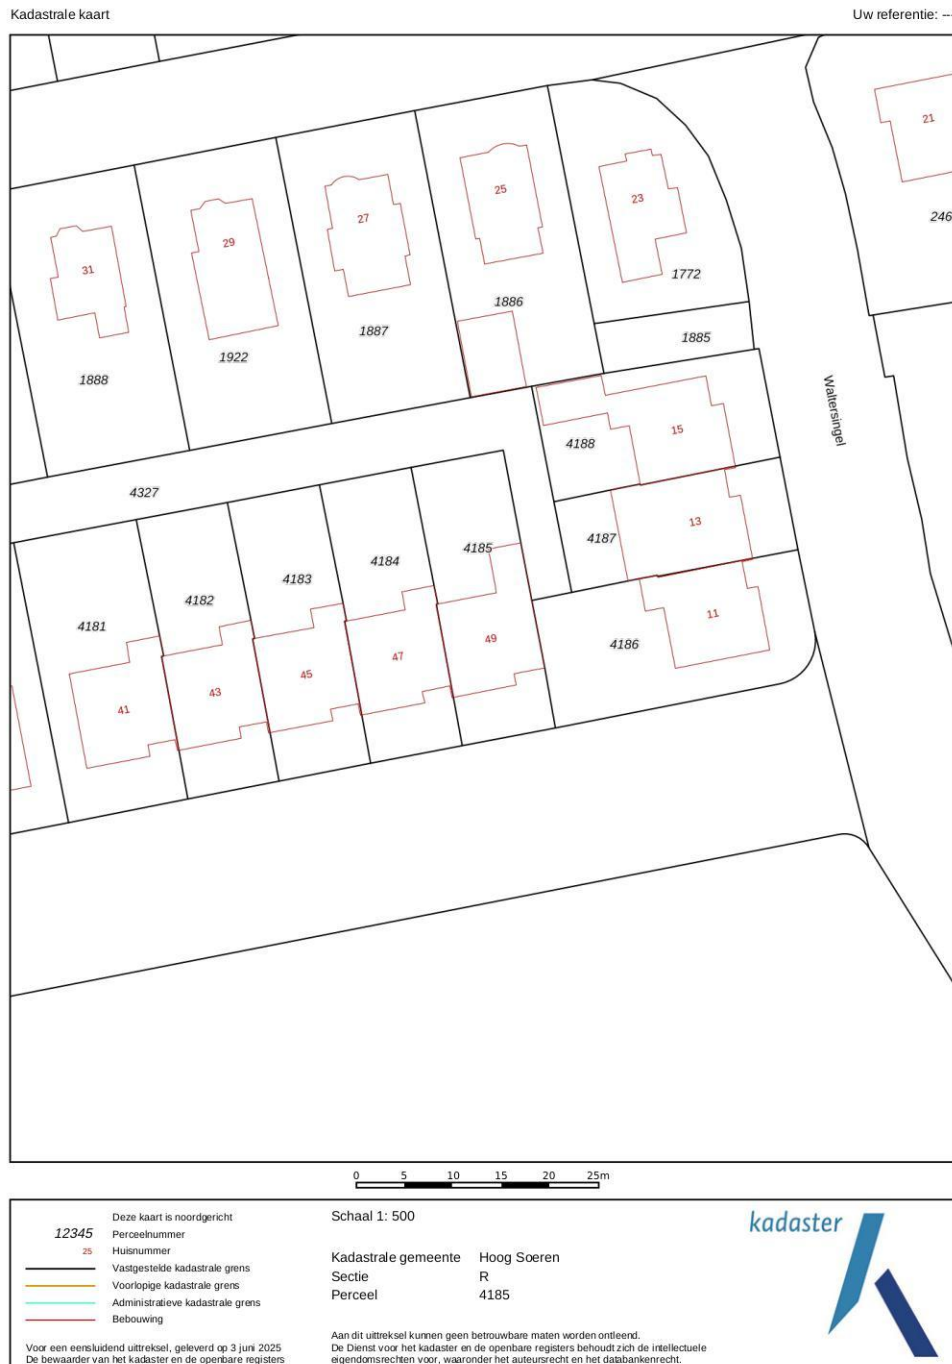 Kadastrale kaart
Uw referentie: --
21
246
25
23
27
29
31
1772
1886
1887
1885
1922
1888
Waltersingel
15
4188
4327
13
4187
4185
4184
4183
4182
4181
11
4186
49
47
45
43
41
0 5 10 15 20 25m
Deze kaart is noordgericht
12345 Perceelnummer
25 Huisnummer
Vastgestelde kadastrale grens
Voorlopige kadastrale grens
Administratieve kadastrale grens
Bebouwing
Voor een eensluidend uittreksel, geleverd op 3 juni 2025
De bewaarder van het kadaster en de openbare registers
Schaal 1: 500
Kadastrale gemeente Hoog Soeren
Sectie R
Perceel 4185
Aan dit uittreksel kunnen geen betrouwbare maten worden ontleend.
De Dienst voor het kadaster en de openbare registers behoudt zich de intellectuele
eigendomsrechten voor, waaronder het auteursrecht en het databankenrecht.
kadaster